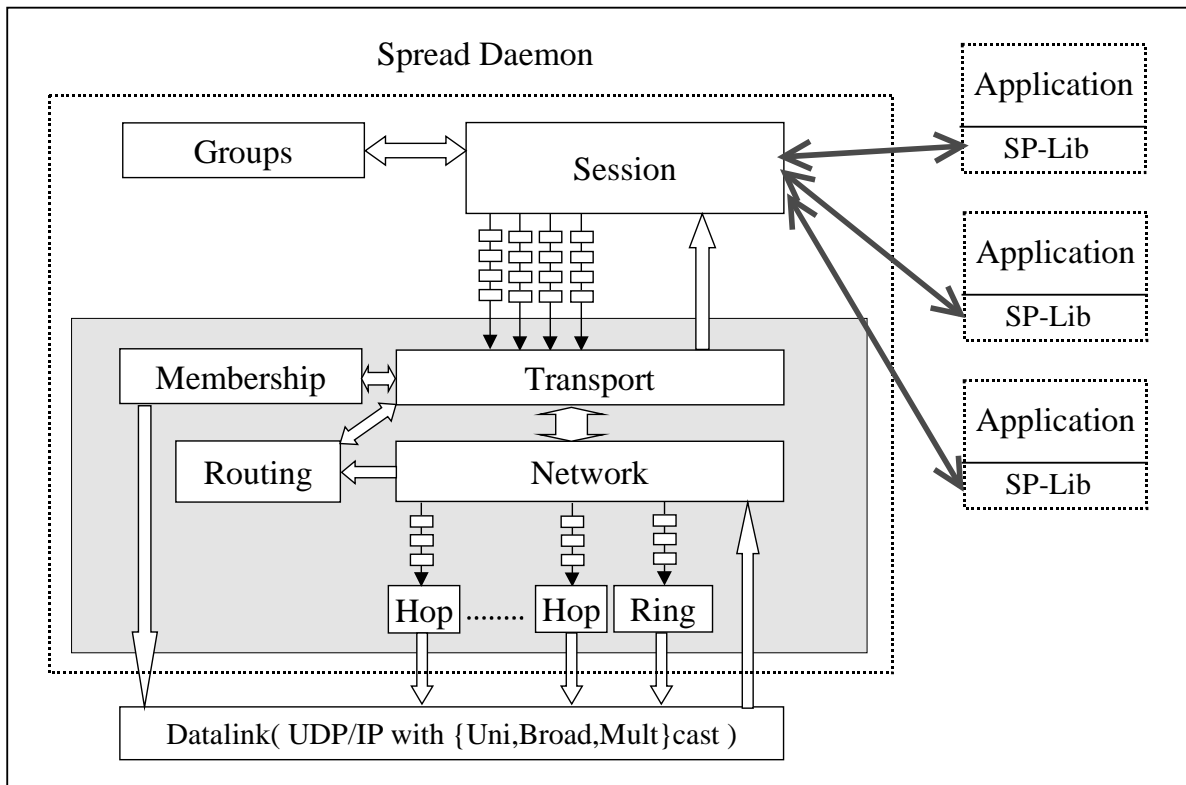 Spread Daemon
Groups
Session
Application
SP-Lib
Application
SP-Lib
Application
SP-Lib
Membership
Transport
Routing
Network
Hop ........ Hop Ring
Datalink( UDP/IP with {Uni,Broad,Mult}cast )